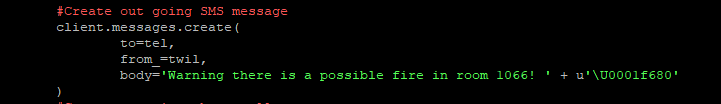 #Create out going SMS message
client.messages.create(
to=tel,
from_=twil,
body='Warning there is a possible fire in room 1066! ' + u'\U0001f680'
)